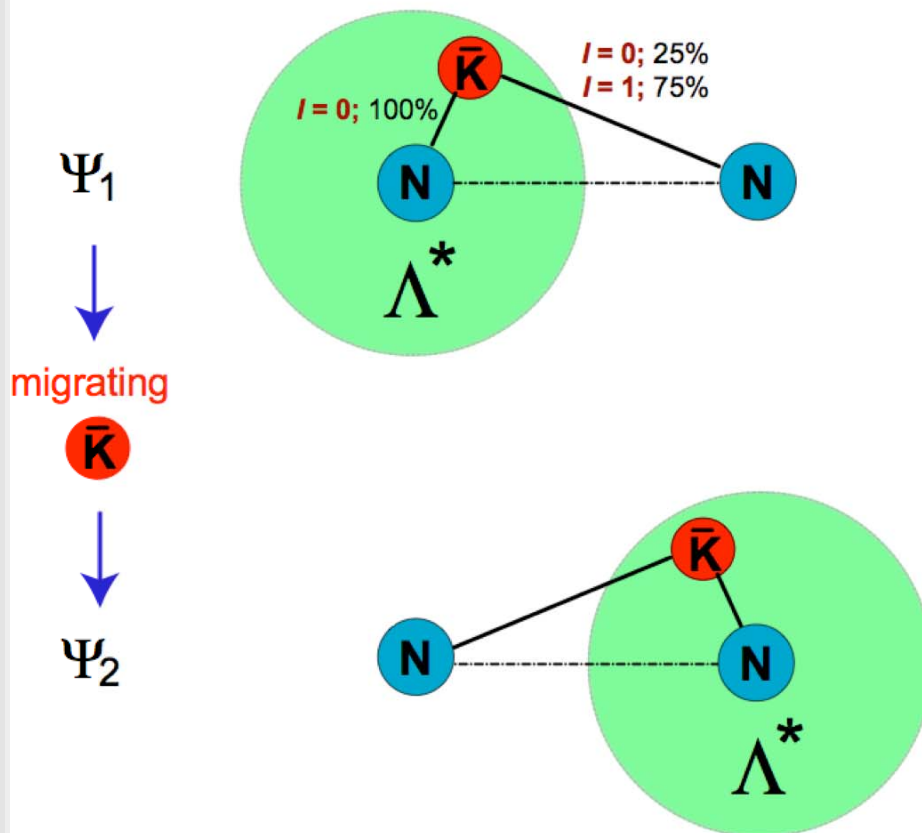 K̄
I = 0; 25%
I = 1; 75%
I = 0; 100%
Ψ1
N
N
Λ*
migrating
K̄
K̄
Ψ2
N
N
Λ*